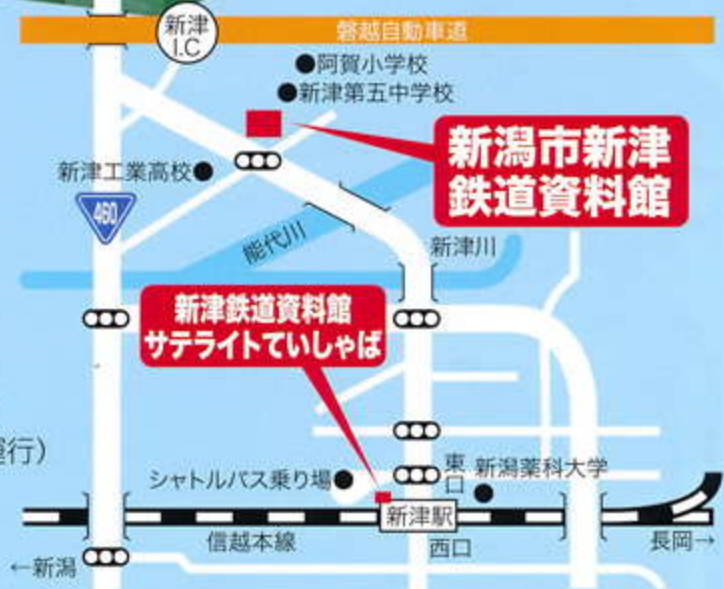 新津
I.C
磐越自動車道
阿賀小学校
新津第五中学校
新潟市新津
鉄道資料館
新津工業高校
460
能代川
新津川
新津鉄道資料館
サテライトていしゃば
行）
シャトルバス乗り場
東口
新潟薬科大学
新津駅
信越本線
西口
長岡→
←新潟